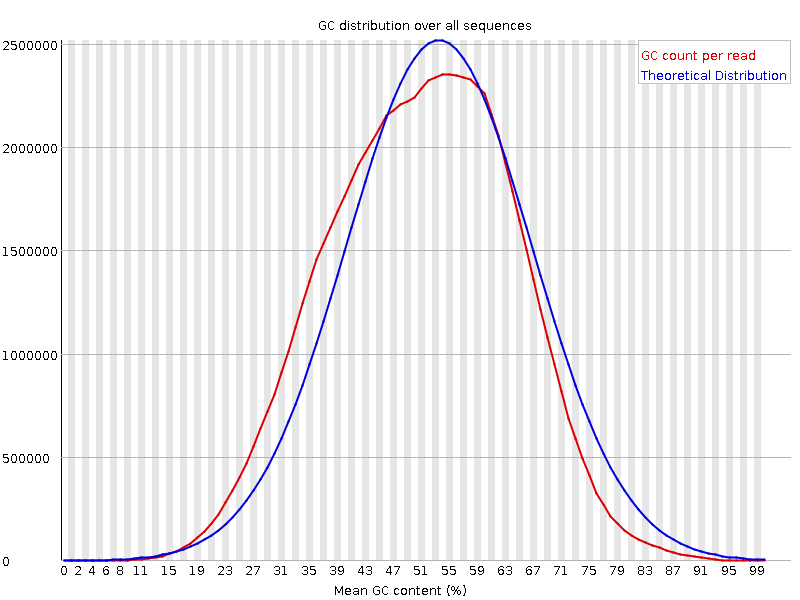 GC distribution over all sequences
GC count per read
Theoretical Distribution
2500000
2000000
1500000
1000000
500000
0
0 2 4 6 8 11 15 19 23 27 31 35 39 43 47 51 55 59 63 67 71 75 79 83 87 91 95 99
Mean GC content (%)